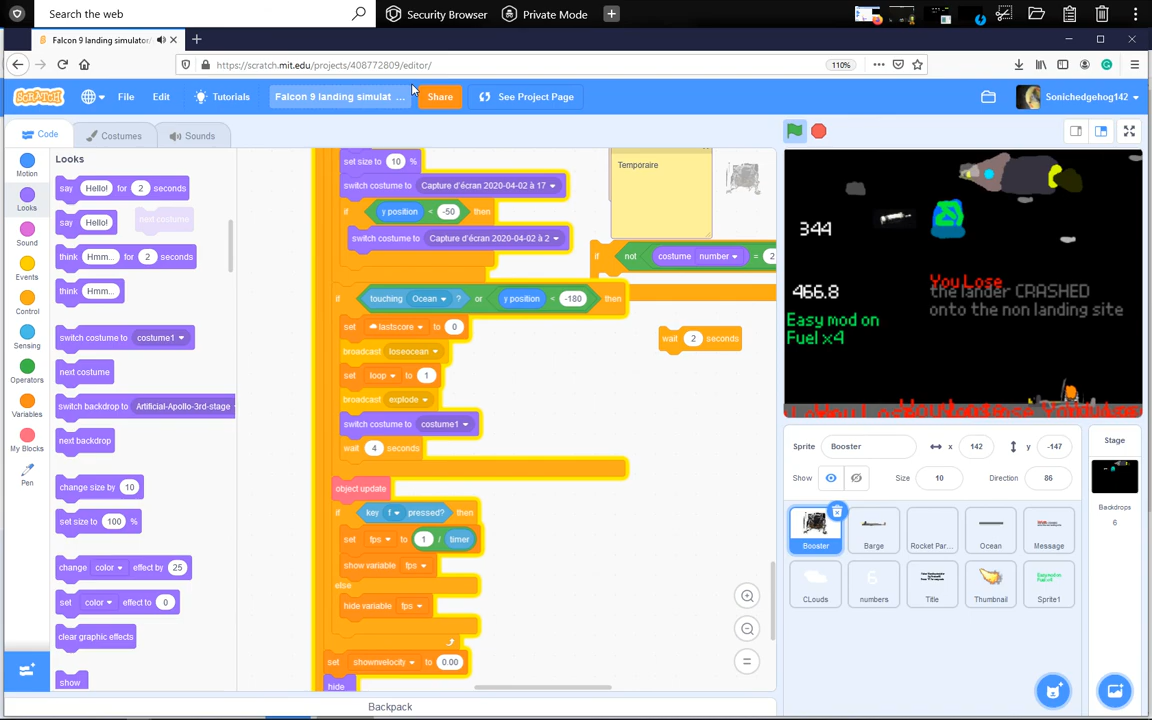 Search the web
Security Browser
Private Mode
Falcon 9 landing simulator/
https://scratch.mit.edu/projects/408772809/editor/
110%
SCRATCH
File
Edit
Tutorials
Falcon 9 landing simulat ...
Share
See Project Page
Sonichedgehog142
Code
Costumes
Sounds
Motion
Looks
Sound
Events
Control
Sensing
Operators
Variables
My Blocks
Pen
Looks
say Hello! for 2 seconds
say Hello!
next costume
think Hmm... for 2 seconds
think Hmm...
switch costume to costume1
next costume
switch backdrop to Artificial-Apollo-3rd-stage
next backdrop
change size by 10
set size to 100 %
change color effect by 25
set color effect to 0
clear graphic effects
show
set size to 10 %
switch costume to Capture d'écran 2020-04-02 à 17
if y position < -50 then
switch costume to Capture d'écran 2020-04-02 à 2
if touching Ocean ? or y position < -180 then
set lastscore to 0
broadcast loseocean
set loop to 1
broadcast explode
switch costume to costume1
wait 4 seconds
object update
if key f pressed? then
set fps to 1 / timer
show variable fps
else
hide variable fps
set shownvelocity to 0.00
hide
Temporaire
if not costume number = 2
wait 2 seconds
Backpack
344
466.8
Easy mod on
Fuel x4
You Lose
the lander CRASHED
onto the non landing site
Sprite Booster x 142 y -147
Show Size 10 Direction 86
Booster
Barge
Rocket Par...
Ocean
Message
CLouds
numbers
Title
Thumbnail
Sprite1
Stage
Backdrops
6